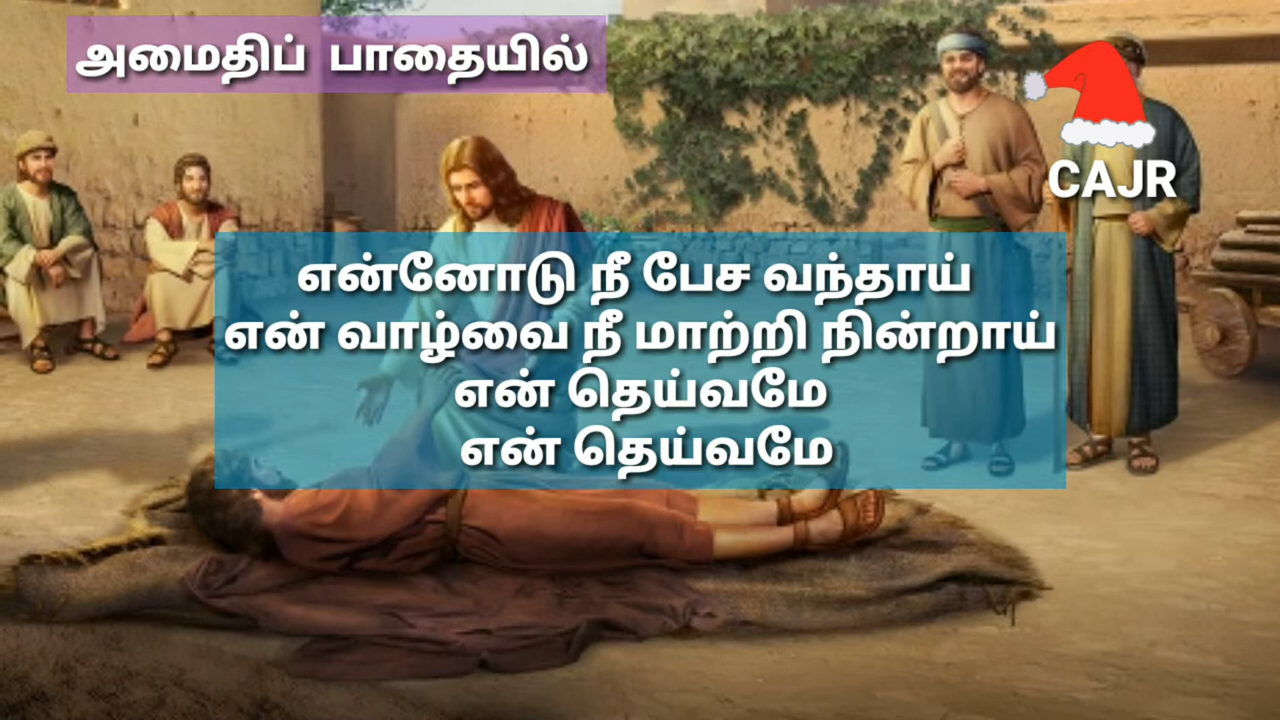 அமைதிப் பாதையில்
CAJR
என்னோடு நீ பேச வந்தாய்
என் வாழ்வை நீ மாற்றி நின்றாய்
என் தெய்வமே
என் தெய்வமே